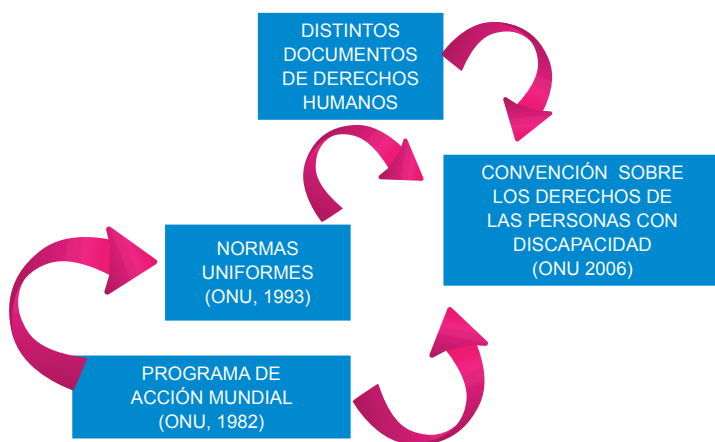 DISTINTOS
DOCUMENTOS
DE DERECHOS
HUMANOS
CONVENCIÓN SOBRE
LOS DERECHOS DE
LAS PERSONAS CON
DISCAPACIDAD
(ONU 2006)
NORMAS
UNIFORMES
(ONU, 1993)
PROGRAMA DE
ACCIÓN MUNDIAL
(ONU, 1982)